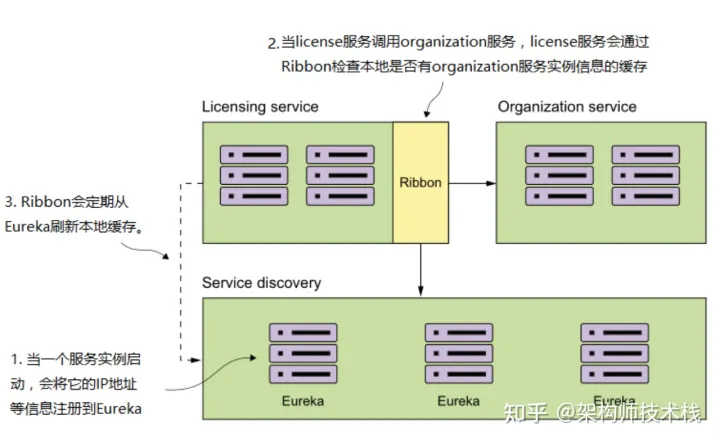 2. 当license服务调用organization服务，license服务会通过
Ribbon检查本地是否有organization服务实例信息的缓存
Licensing service
Organization service
Ribbon
3. Ribbon会定期从
Eureka刷新本地缓存。
Service discovery
1. 当一个服务实例启
动，会将它的IP地址
等信息注册到Eureka
Eureka
Eureka
Eureka
知乎 @架构师技术栈